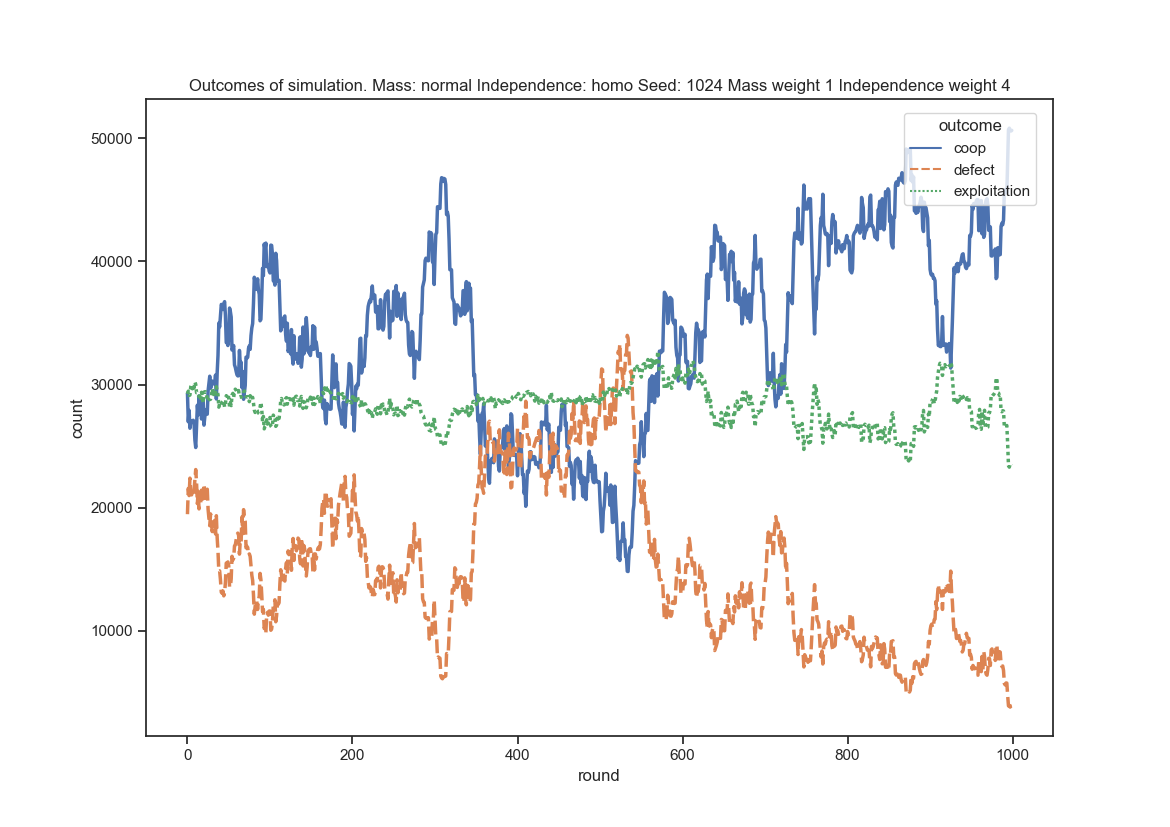 Outcomes of simulation. Mass: normal Independence: homo Seed: 1024 Mass weight 1 Independence weight 4
outcome
coop
defect
exploitation
50000
40000
30000
20000
10000
count
0
200
400
600
800
1000
round